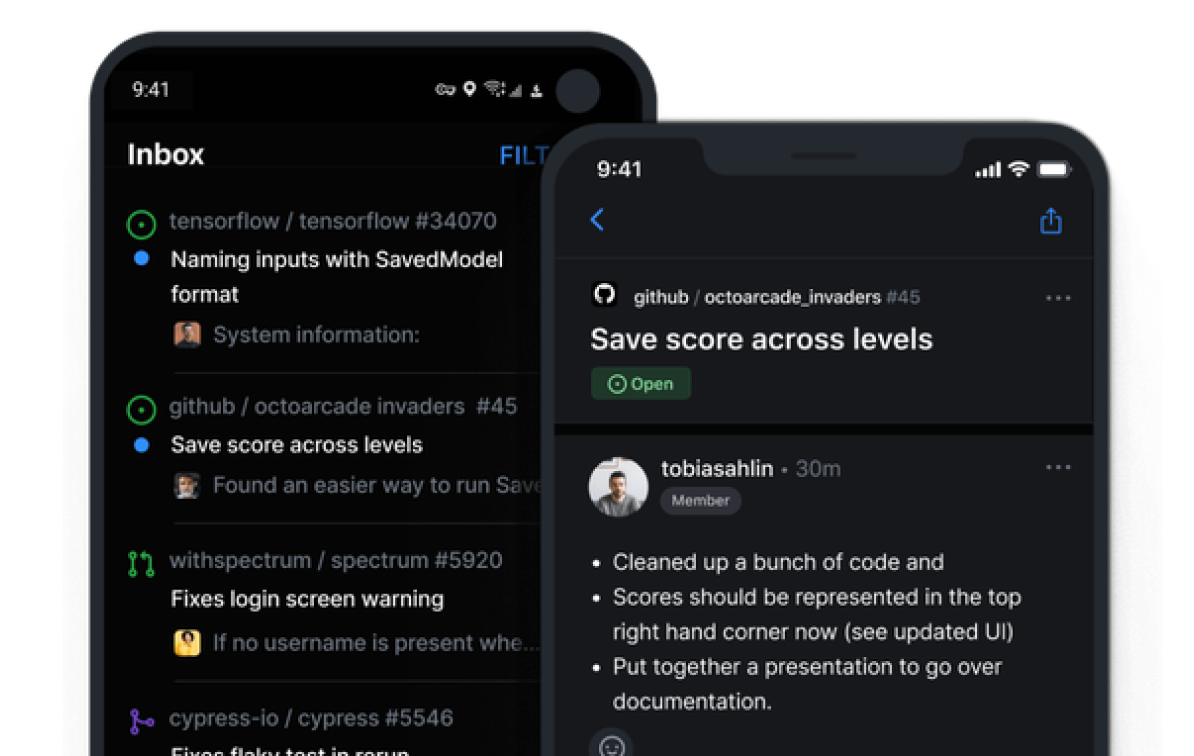 9:41
Inbox
tensorflow / tensorflow #34070
Naming inputs with SavedModel
format
System information:
github / octoarcade invaders #45
Save score across levels
Found an easier way to run
withspectrum / spectrum #5920
Fixes login screen warning
If no username is present whe...
cypress-io / cypress #5546
Fixes flaky test in rerun
9:41
github / octoarcade_invaders #45
Save score across levels
Open
tobiasahlin • 30m
Member
• Cleaned up a bunch of code and
• Scores should be represented in the top
right hand corner now (see updated UI)
• Put together a presentation to go over
documentation.